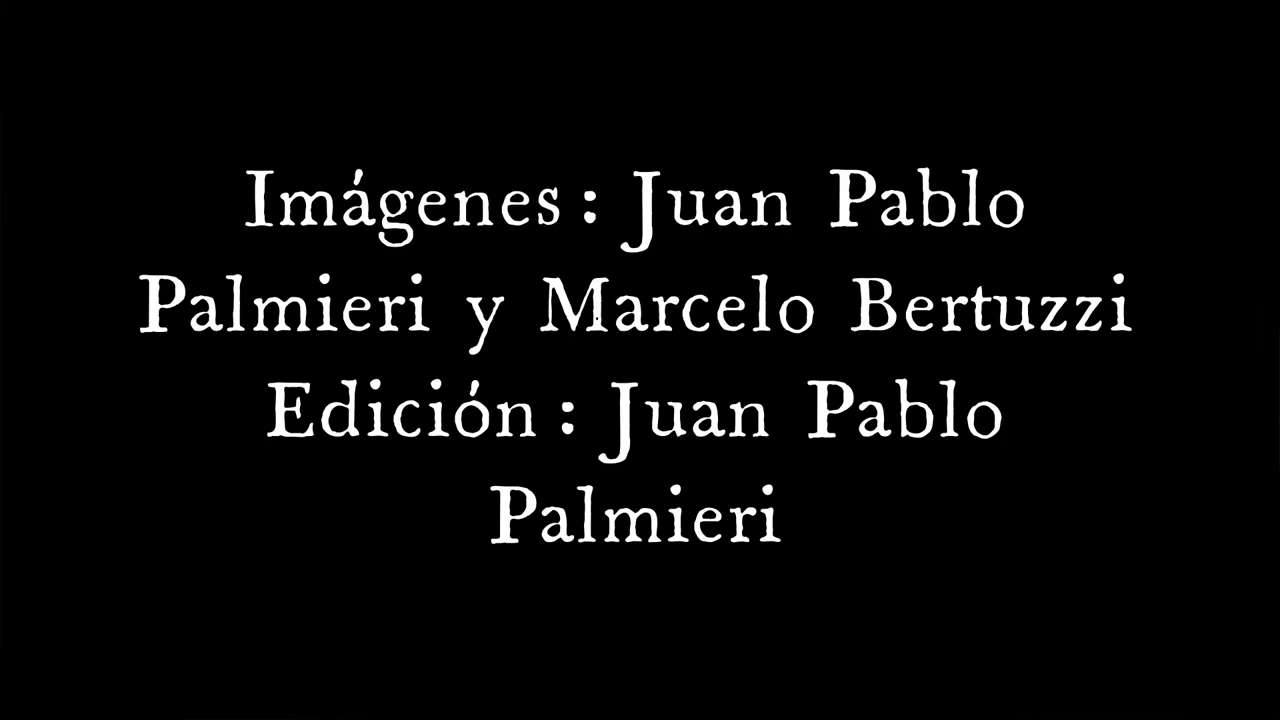 Imágenes: Juan Pablo
Palmieri y Marcelo Bertuzzi
Edición: Juan Pablo
Palmieri